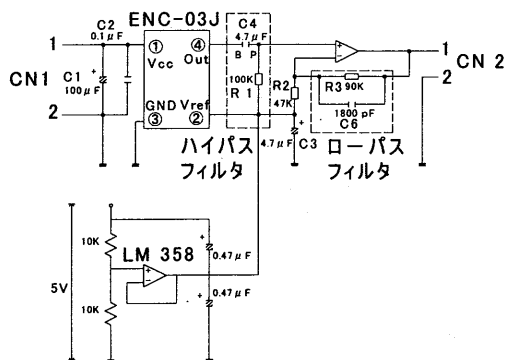 ENC-03J
C2
0.1μF
C4
4.7μF
B P
1
① Vcc
④ Out
CN1
C1
100μF
100K
R1
R2
47K
R3 90K
1800 pF
C6
1
CN 2
2
2
GND ③
Vref ②
ハイパス
フィルタ
4.7μF
C3
ローパス
フィルタ
10K
LM 358
0.47μF
5V
10K
0.47μF